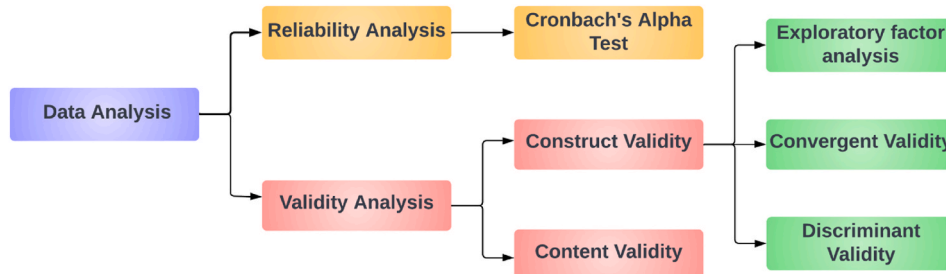 Reliability Analysis
Cronbach's Alpha
Test
Exploratory factor
analysis
Data Analysis
Construct Validity
Convergent Validity
Validity Analysis
Content Validity
Discriminant
Validity